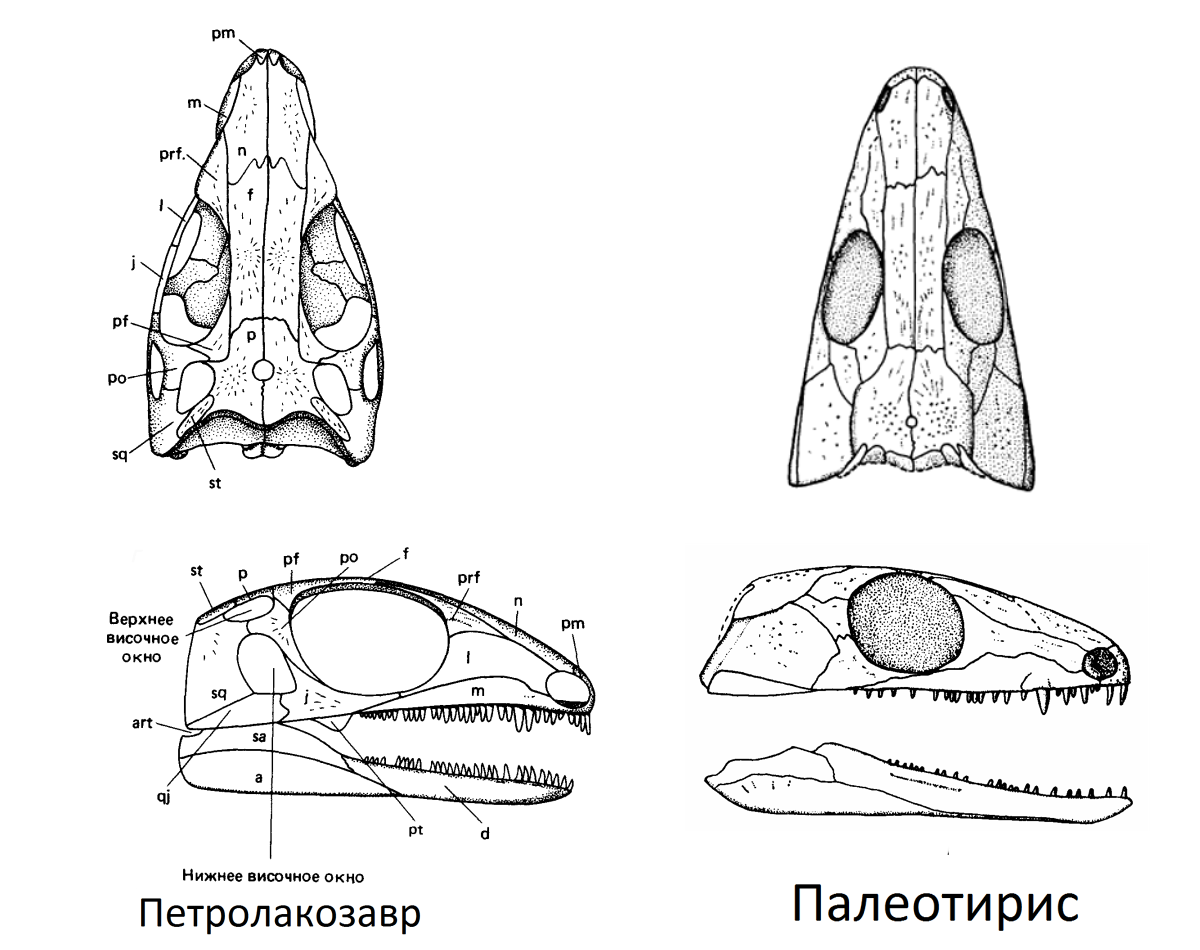 pm
m
prf.
n
f
l
j
pf
p
po
sq
st
st
p
pf
po
f
prf
n
pm
Верхнее
височное
окно
l
sq
j
m
art
sa
a
qj
pt
d
Нижнее височное окно
Петролакозавр
Палеотирис